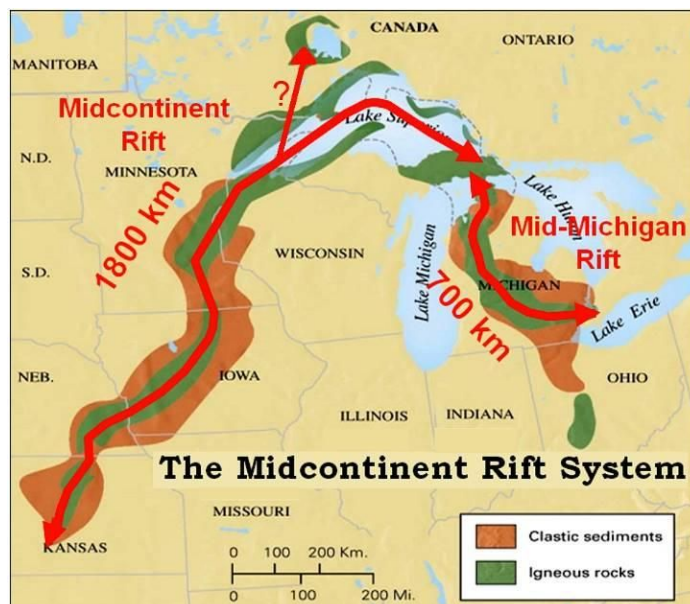 CANADA
ONTARIO
MANITOBA
?
Midcontinent
Rift
Lake Superior
N.D.
MINNESOTA
1800 km
Lake Huron
Mid-Michigan
Rift
WISCONSIN
S.D.
Lake Michigan
MICHIGAN
700 km
Lake Erie
NEB.
IOWA
OHIO
ILLINOIS
INDIANA
The Midcontinent Rift System
MISSOURI
KANSAS
Clastic sediments
Igneous rocks
0 100 200 Km.
0 100 200 Mi.